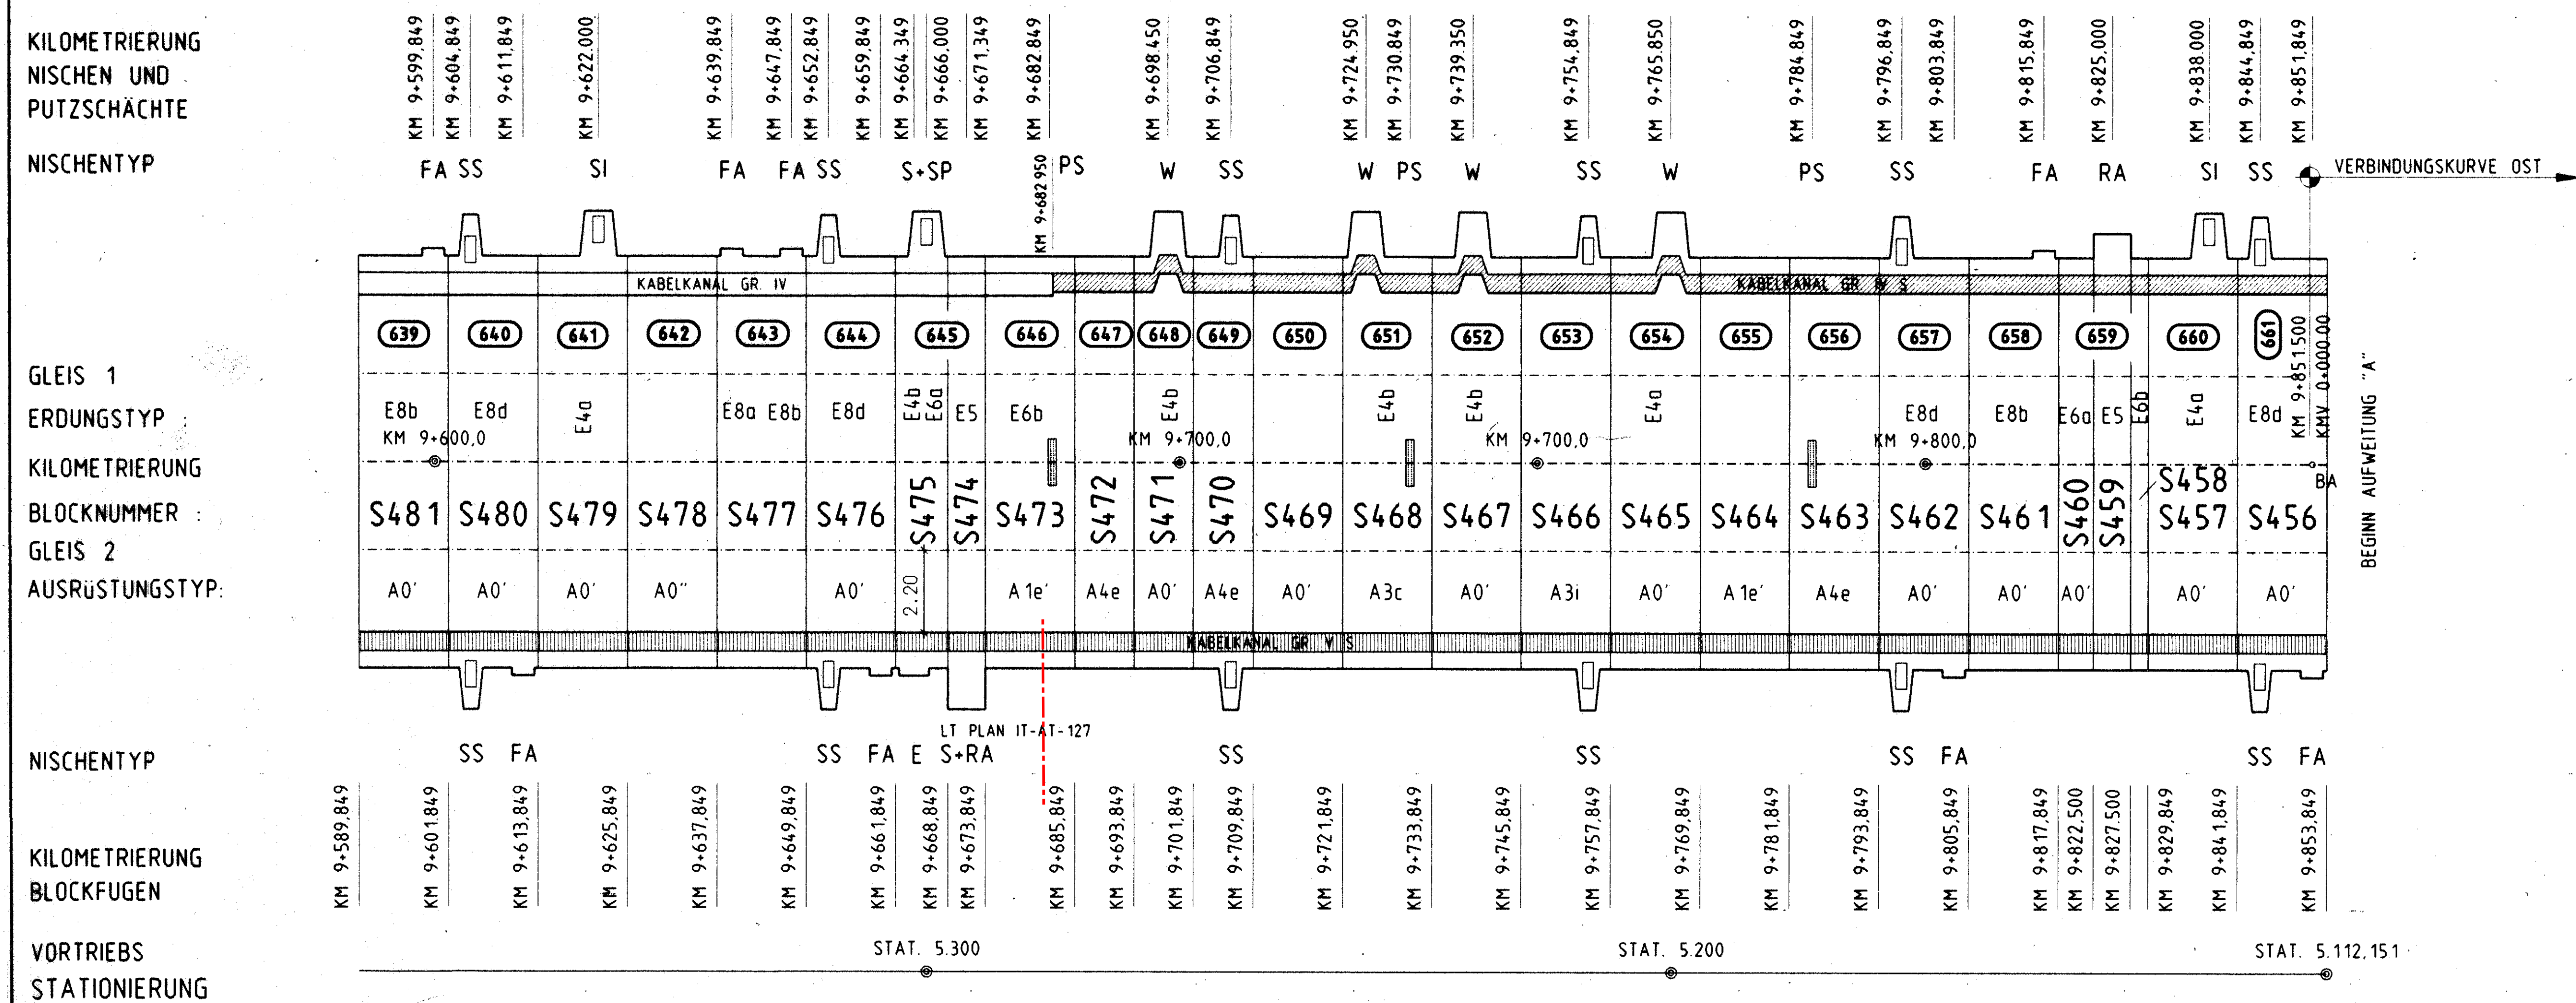 KILOMETRIERUNG
NISCHEN UND
PUTZSCHÄCHTE
KM 9+599,849 KM 9+604,849 KM 9+611,849 KM 9+622.000 KM 9+639,849 KM 9+647,849 KM 9+652,849 KM 9+659,849 KM 9+664.349 KM 9+666.000 KM 9+671,349 KM 9+682.849 KM 9+698.450 KM 9+706,849 KM 9+724.950 KM 9+730.849 KM 9+739.350 KM 9+754,849 KM 9+765.850 KM 9+784.849 KM 9+796,849 KM 9+803,849 KM 9+815,849 KM 9+825,000 KM 9+838.000 KM 9+844,849 KM 9+851.849
NISCHENTYP
FA SS SI FA FA SS S+SP PS W SS W PS W SS W PS SS FA RA SI SS
VERBINDUNGSKURVE OST
KM 9+682 950
KABELKANAL GR. IV
KABELKANAL GR IV S
639 640 641 642 643 644 645 646 647 648 649 650 651 652 653 654 655 656 657 658 659 660 661
KM 9+851.500
KMV 0+000.00
BEGINN AUFWEITUNG "A"
GLEIS 1
ERDUNGSTYP :
E8b E8d E4a E8a E8b E8d E4b E6a E5 E6b E4b E4b E4b E4a E8d E8b E6a E5 E6b E4a E8d
KM 9+600,0 KM 9+700,0 KM 9+700,0 KM 9+800,0
KILOMETRIERUNG
BA
BLOCKNUMMER :
S481 S480 S479 S478 S477 S476 S475 S474 S473 S472 S471 S470 S469 S468 S467 S466 S465 S464 S463 S462 S461 S460 S459 S458 S457 S456
GLEIS 2
AUSRüSTUNGSTYP:
A0' A0' A0' A0'' A0' 2.20 A1e' A4e A0' A4e A3c A0' A3i A0' A1e' A4e A0' A0' A0' A0' A0'
KABELKANAL GR V S
LT PLAN IT-AT-127
NISCHENTYP
SS FA SS FA E S+RA SS SS SS FA SS FA
KILOMETRIERUNG
BLOCKFUGEN
KM 9+589,849 KM 9+601.849 KM 9+613,849 KM 9+625,849 KM 9+637,849 KM 9+649,849 KM 9+661,849 KM 9+668,849 KM 9+673,849 KM 9+685,849 KM 9+693,849 KM 9+701,849 KM 9+709,849 KM 9+721,849 KM 9+733,849 KM 9+745,849 KM 9+757,849 KM 9+769,849 KM 9+781,849 KM 9+793,849 KM 9+805,849 KM 9+817,849 KM 9+822,500 KM 9+827.500 KM 9+829,849 KM 9+841,849 KM 9+853,849
VORTRIEBS
STATIONIERUNG
STAT. 5.300 STAT. 5.200 STAT. 5.112,151